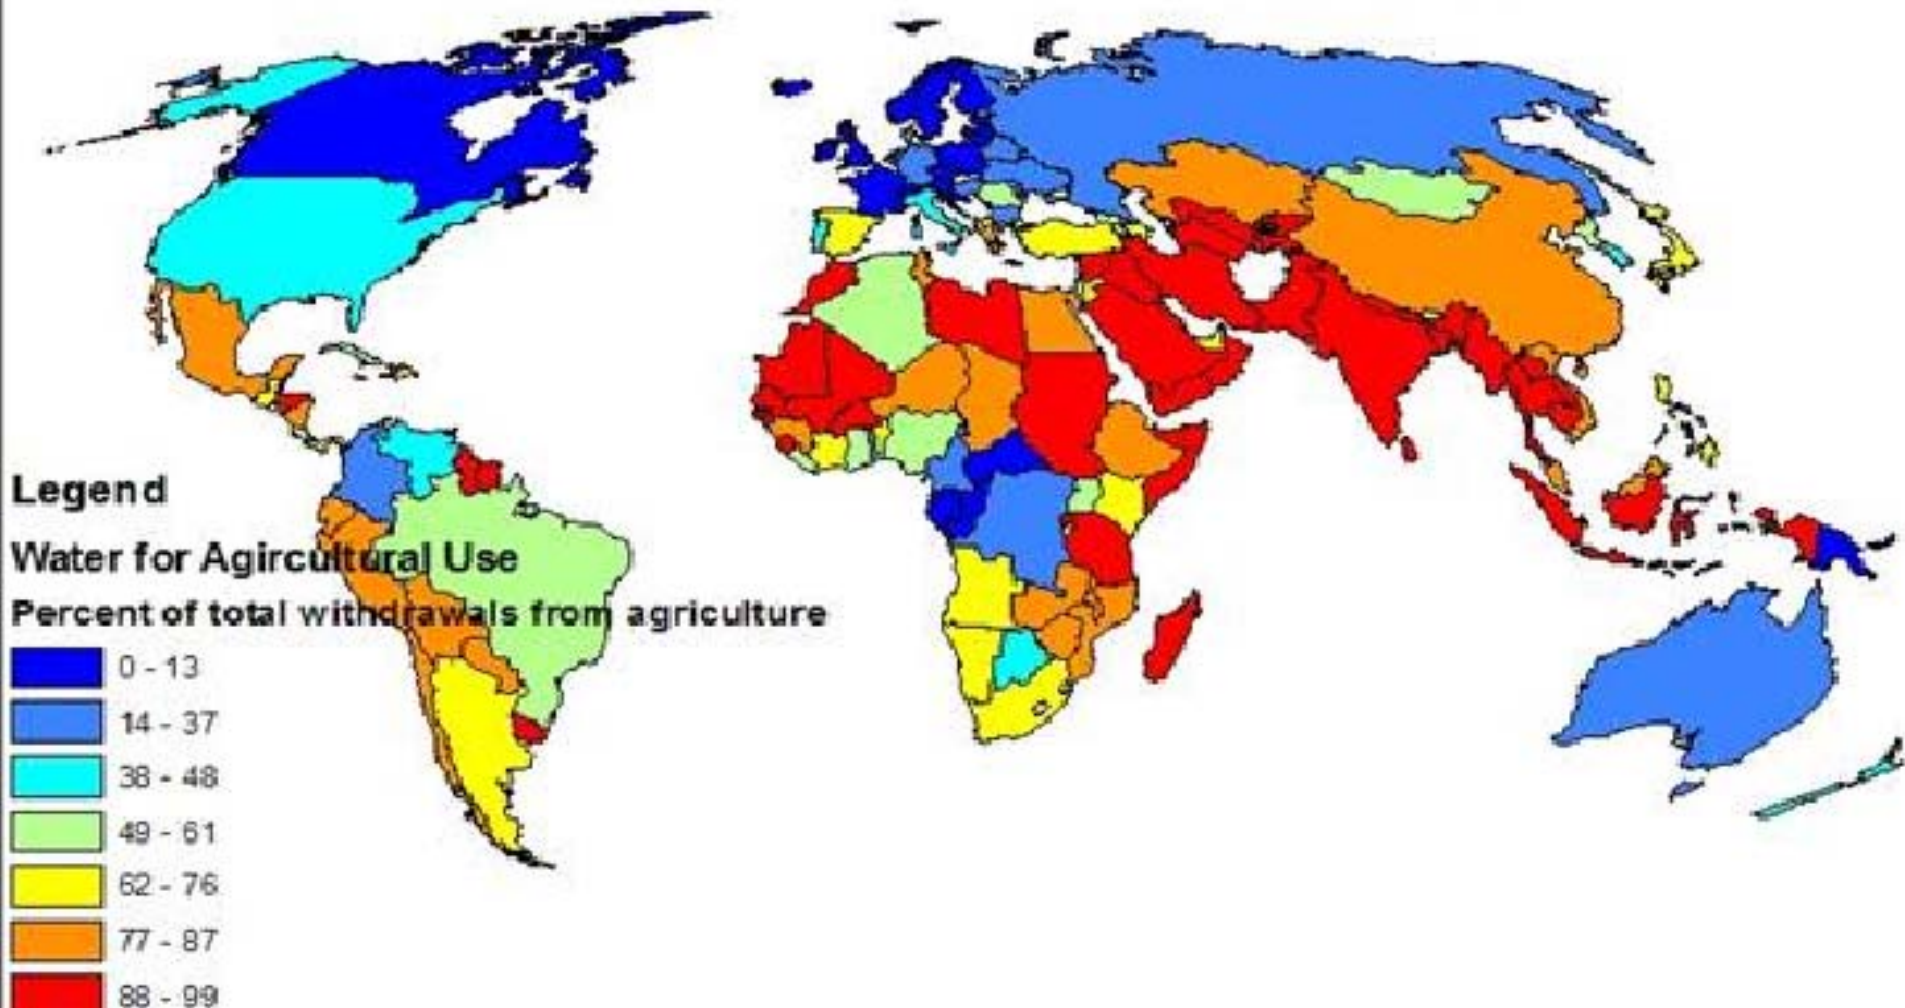 Legend
Water for Agircultural Use
Percent of total withdrawals from agriculture
0 - 13
14 - 37
38 - 48
49 - 61
62 - 76
77 - 87
88 - 99